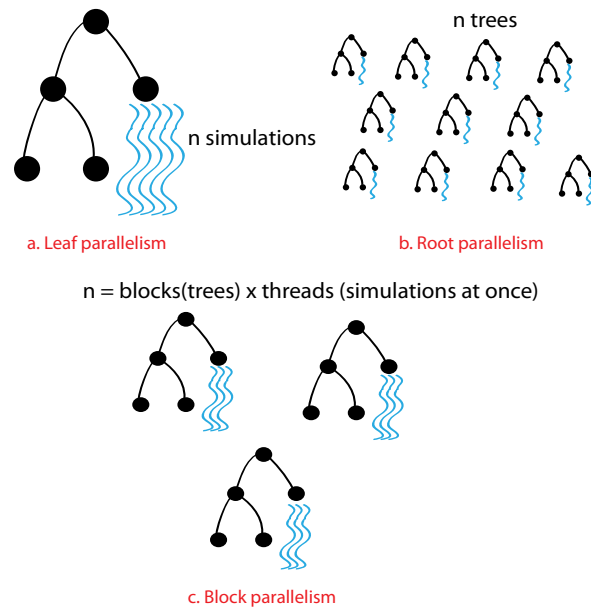 n trees
n simulations
a. Leaf parallelism
b. Root parallelism
n = blocks(trees) x threads (simulations at once)
c. Block parallelism